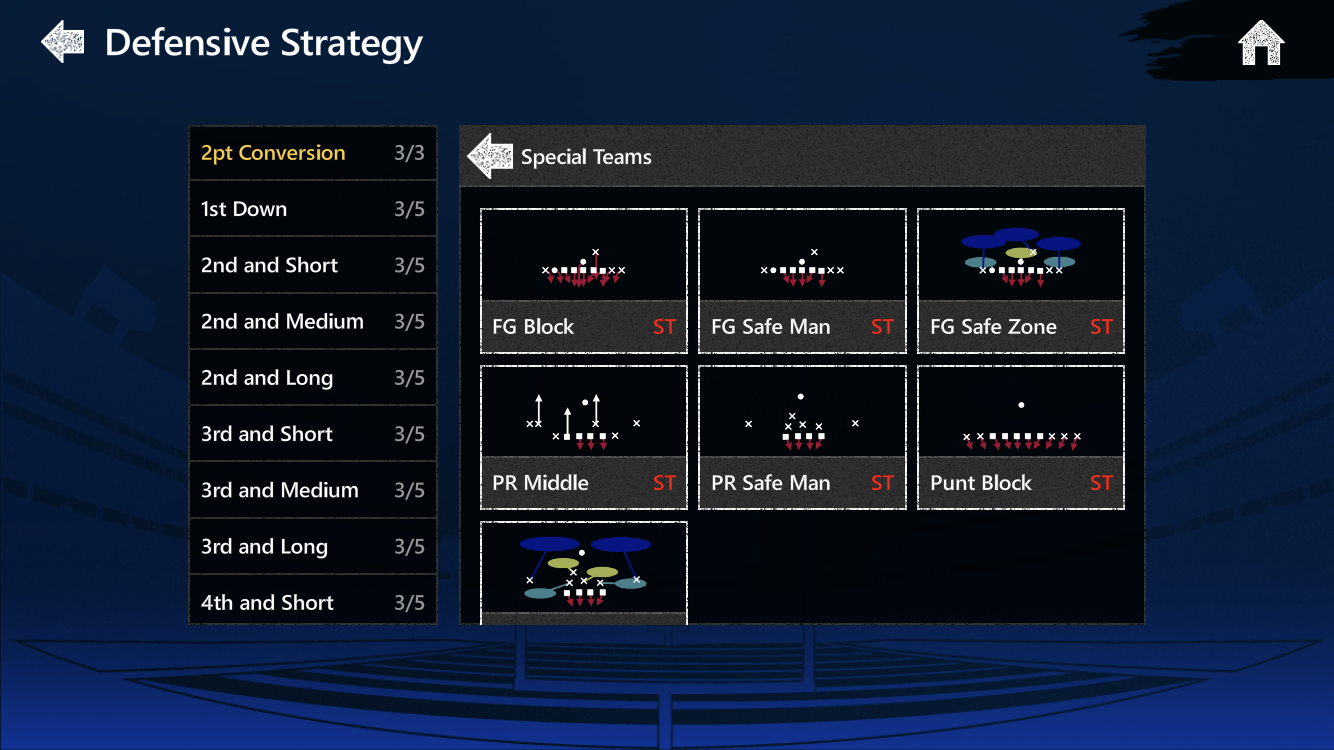 Defensive Strategy
2pt Conversion 3/3
1st Down 3/5
2nd and Short 3/5
2nd and Medium 3/5
2nd and Long 3/5
3rd and Short 3/5
3rd and Medium 3/5
3rd and Long 3/5
4th and Short 3/5
Special Teams
FG Block ST
FG Safe Man ST
FG Safe Zone ST
PR Middle ST
PR Safe Man ST
Punt Block ST